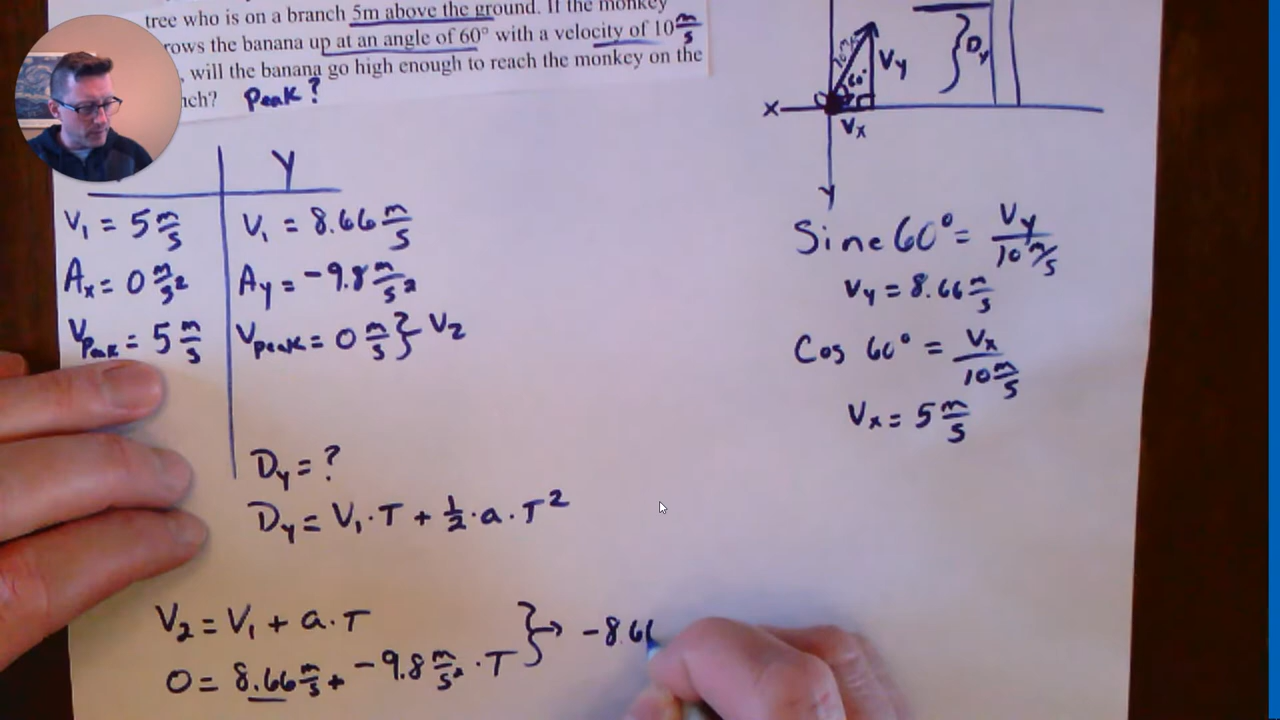 tree who is on a branch 5m above the ground. If the monkey
rows the banana up at an angle of 60° with a velocity of 10 m/s
, will the banana go high enough to reach the monkey on the
nch? Peak?
10 m/s
60°
Vy
Dy
X
Vx
Y
Y
V₁ = 5 m/s
V₁ = 8.66 m/s
Aₓ = 0 m/s²
Ay = -9.8 m/s²
Vpeak = 5 m/s
Vpeak = 0 m/s } V₂
Sine 60° = Vy/10 m/s
Vy = 8.66 m/s
Cos 60° = Vx/10 m/s
Vx = 5 m/s
Dy = ?
Dy = V₁·T + ½·a·T²
V₂ = V₁ + a·T
0 = 8.66 m/s + -9.8 m/s² · T } → -8.66